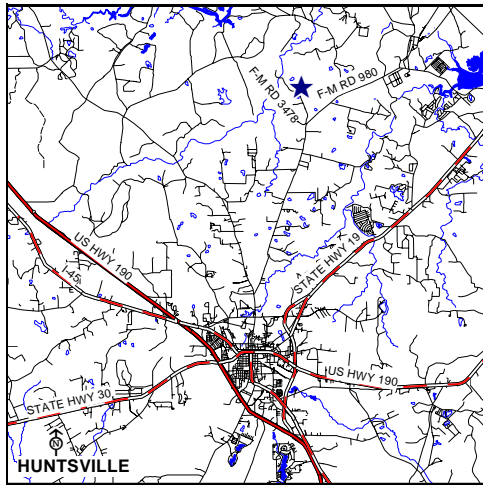 F-M RD 3478
F-M RD 980
US HWY 190
I-45
STATE HWY 19
US HWY 190
STATE HWY 30
N
HUNTSVILLE